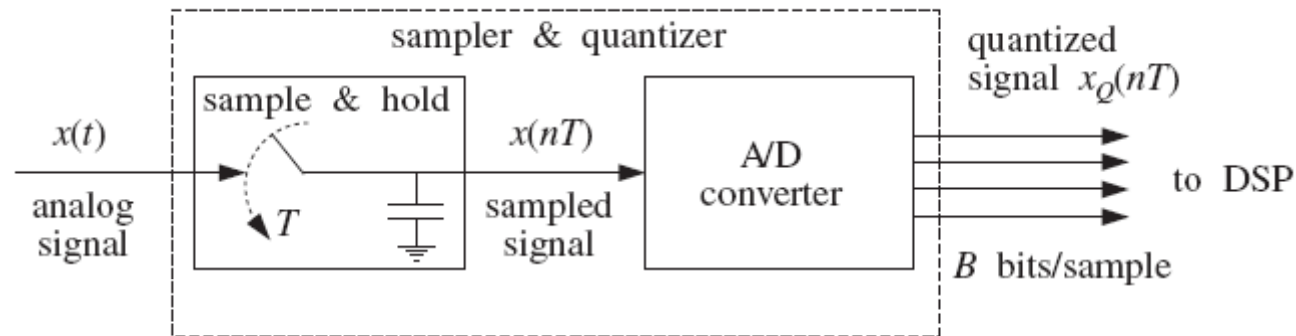 sampler & quantizer
sample & hold
x(t)
analog
signal
T
x(nT)
sampled
signal
A/D
converter
quantized
signal x_Q(nT)
to DSP
B bits/sample